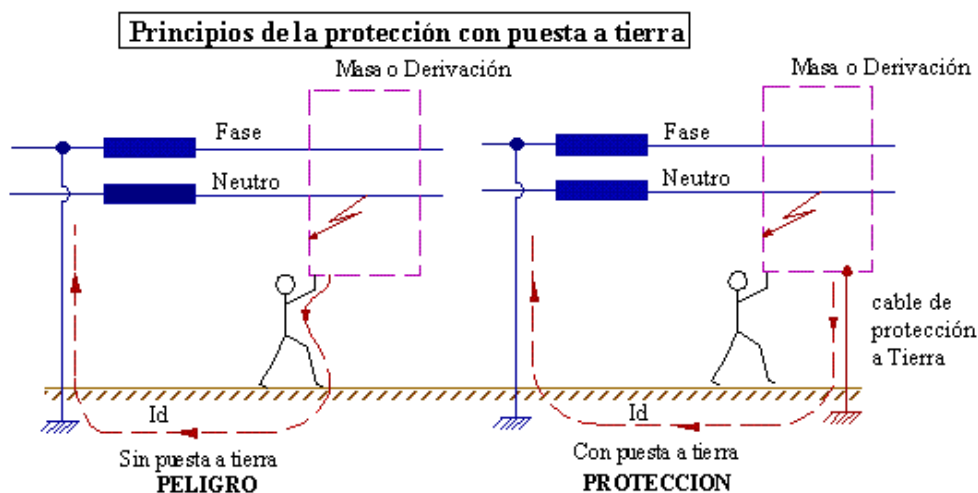 Principios de la protección con puesta a tierra
Masa o Derivación
Fase
Neutro
Id
Sin puesta a tierra
PELIGRO
Masa o Derivación
Fase
Neutro
cable de
protección
a Tierra
Id
Con puesta a tierra
PROTECCION